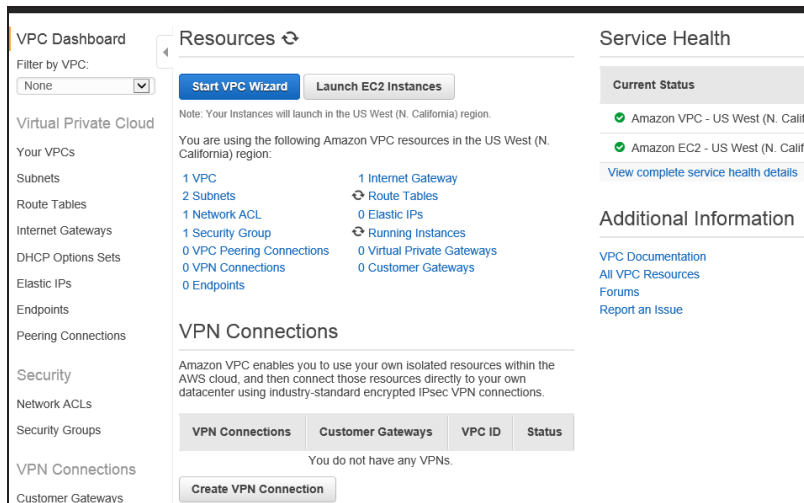 VPC Dashboard
Filter by VPC:
None
Virtual Private Cloud
Your VPCs
Subnets
Route Tables
Internet Gateways
DHCP Options Sets
Elastic IPs
Endpoints
Peering Connections
Security
Network ACLs
Security Groups
VPN Connections
Customer Gateways
Resources
Start VPC Wizard
Launch EC2 Instances
Note: Your Instances will launch in the US West (N. California) region.
You are using the following Amazon VPC resources in the US West (N.
California) region:
1 VPC
2 Subnets
1 Network ACL
1 Security Group
0 VPC Peering Connections
0 VPN Connections
0 Endpoints
1 Internet Gateway
Route Tables
0 Elastic IPs
Running Instances
0 Virtual Private Gateways
0 Customer Gateways
VPN Connections
Amazon VPC enables you to use your own isolated resources within the
AWS cloud, and then connect those resources directly to your own
datacenter using industry-standard encrypted IPsec VPN connections.
VPN Connections Customer Gateways VPC ID Status
You do not have any VPNs.
Create VPN Connection
Service Health
Current Status
Amazon VPC - US West (N. Calif
Amazon EC2 - US West (N. Calif
View complete service health details
Additional Information
VPC Documentation
All VPC Resources
Forums
Report an Issue